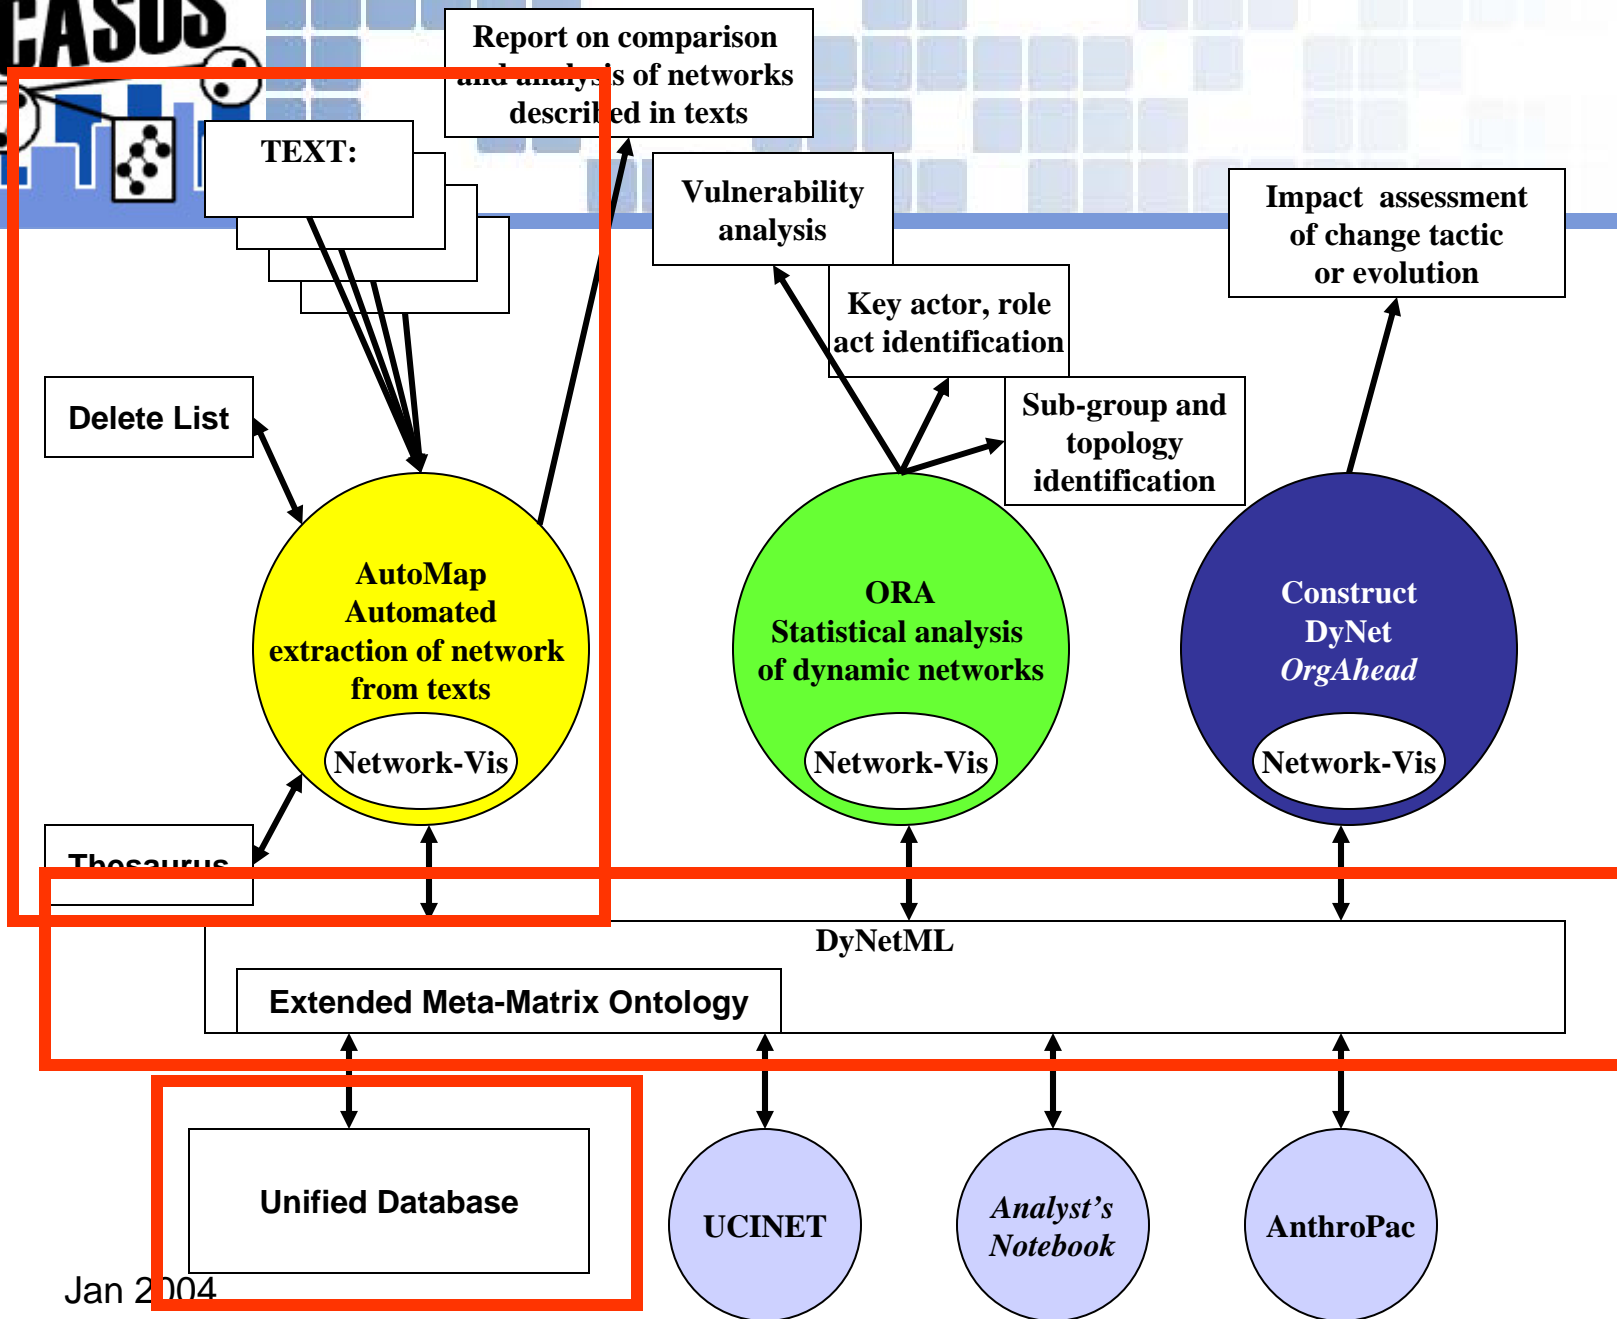 CASOS
Report on comparison
and analysis of networks
described in texts
TEXT:
Vulnerability
analysis
Impact assessment
of change tactic
or evolution
Key actor, role
act identification
Delete List
Sub-group and
topology
identification
AutoMap
Automated
extraction of network
from texts
Network-Vis
ORA
Statistical analysis
of dynamic networks
Network-Vis
Construct
DyNet
OrgAhead
Network-Vis
Thesaurus
DyNetML
Extended Meta-Matrix Ontology
Unified Database
UCINET
Analyst's
Notebook
AnthroPac
Jan 2004